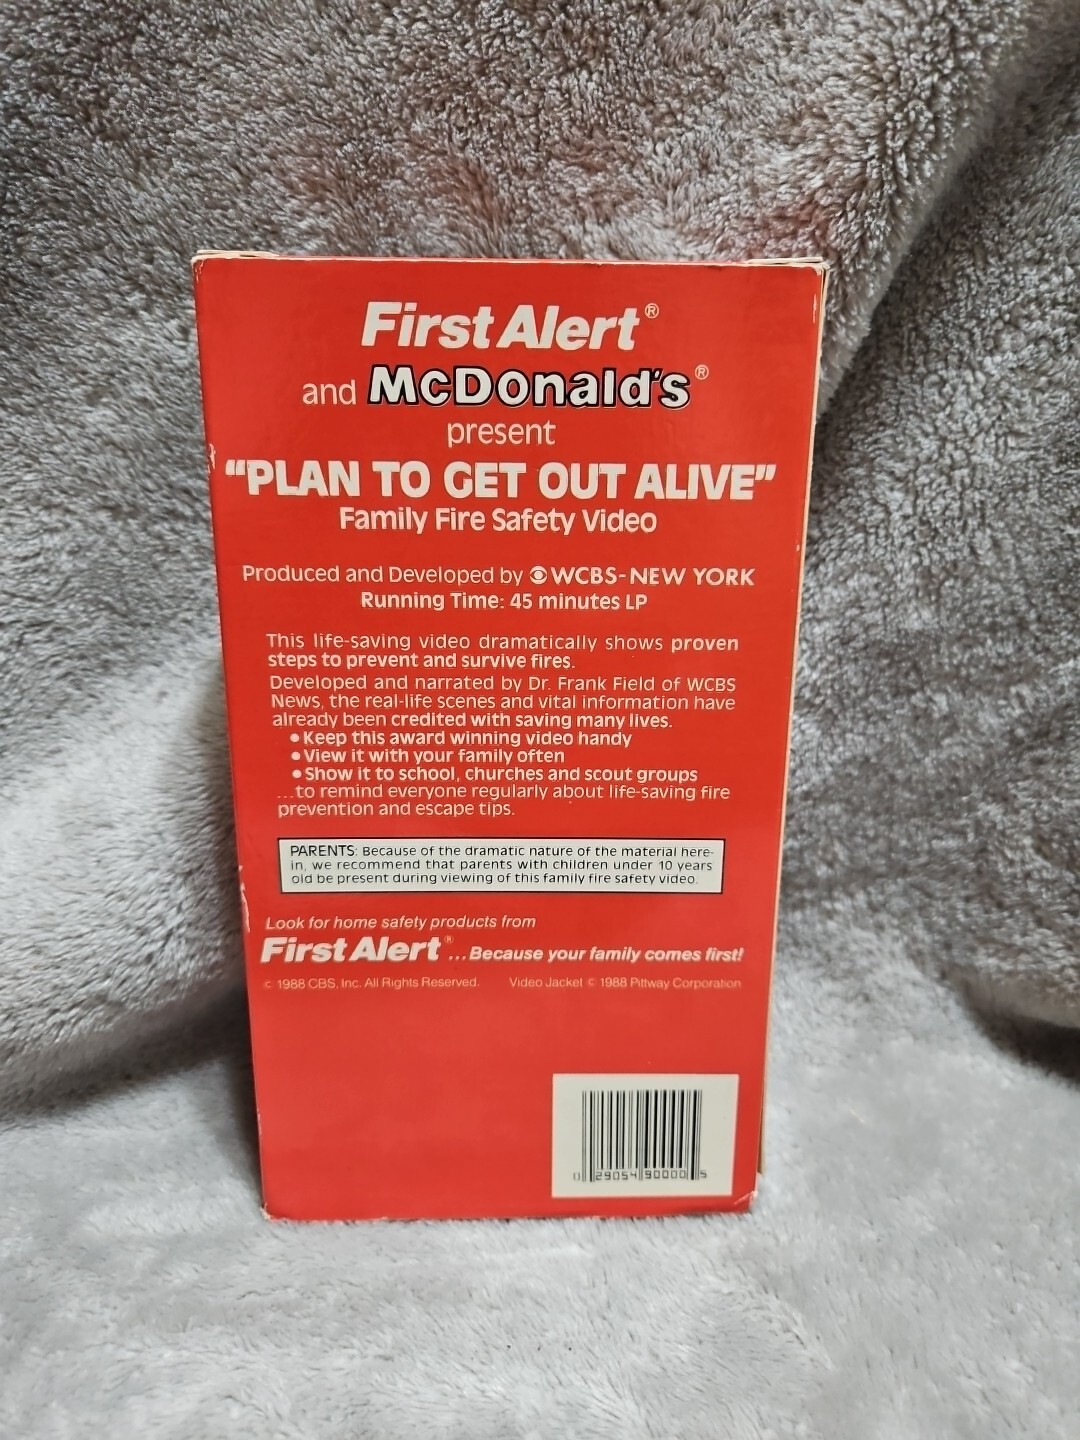 First Alert®
and McDonald's®
present
"PLAN TO GET OUT ALIVE"
Family Fire Safety Video
Produced and Developed by WCBS-NEW YORK
Running Time: 45 minutes LP
This life-saving video dramatically shows proven
steps to prevent and survive fires.
Developed and narrated by Dr. Frank Field of WCBS
News, the real-life scenes and vital information have
already been credited with saving many lives.
• Keep this award winning video handy
• View it with your family often
• Show it to school, churches and scout groups
...to remind everyone regularly about life-saving fire
prevention and escape tips.
PARENTS: Because of the dramatic nature of the material here-
in, we recommend that parents with children under 10 years
old be present during viewing of this family fire safety video.
Look for home safety products from
First Alert® ...Because your family comes first!
© 1988 CBS, Inc. All Rights Reserved. Video Jacket © 1988 Pittway Corporation
0 29054 90000 5